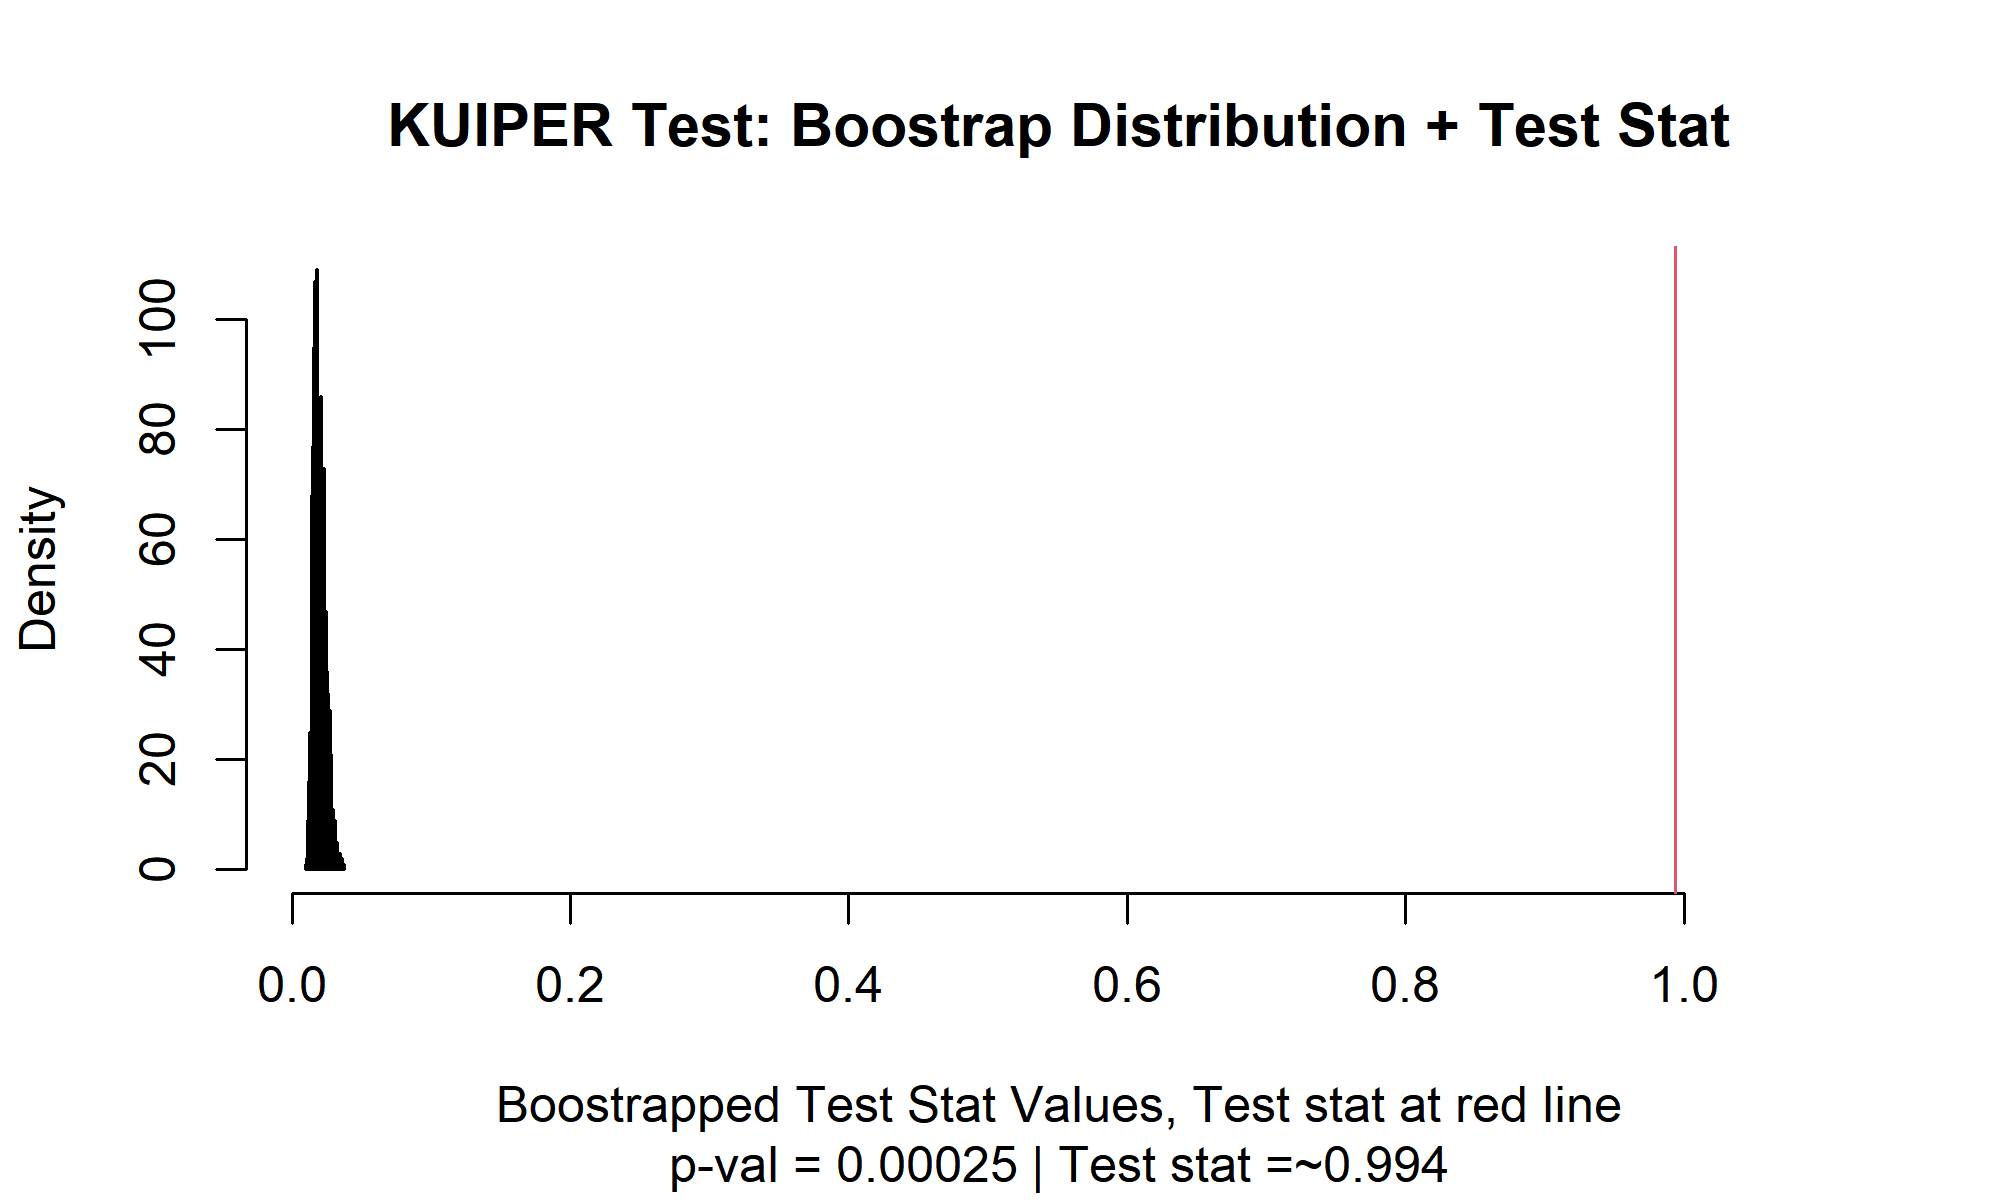 KUIPER Test: Boostrap Distribution + Test Stat
Density
100
80
60
40
20
0
0.0 0.2 0.4 0.6 0.8 1.0
Boostrapped Test Stat Values, Test stat at red line
p-val = 0.00025 | Test stat =~0.994